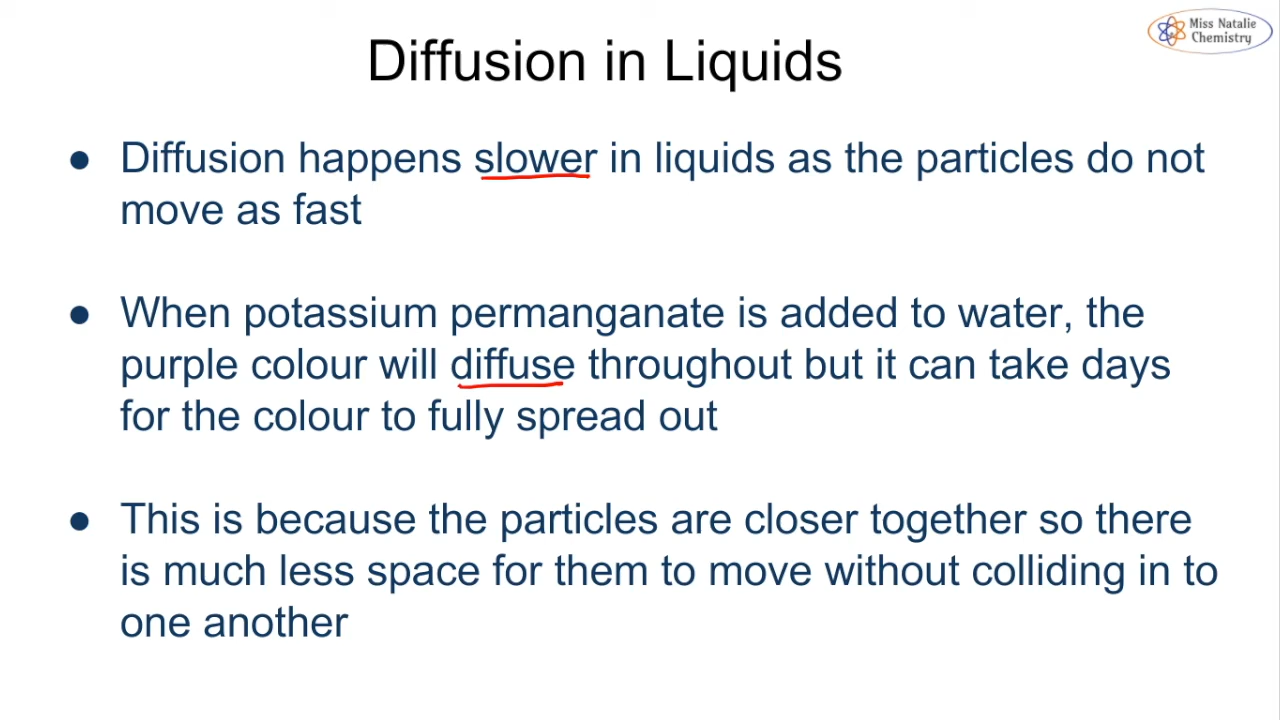 Miss Natalie
Chemistry
Diffusion in Liquids
● Diffusion happens slower in liquids as the particles do not
move as fast
● When potassium permanganate is added to water, the
purple colour will diffuse throughout but it can take days
for the colour to fully spread out
● This is because the particles are closer together so there
is much less space for them to move without colliding in to
one another